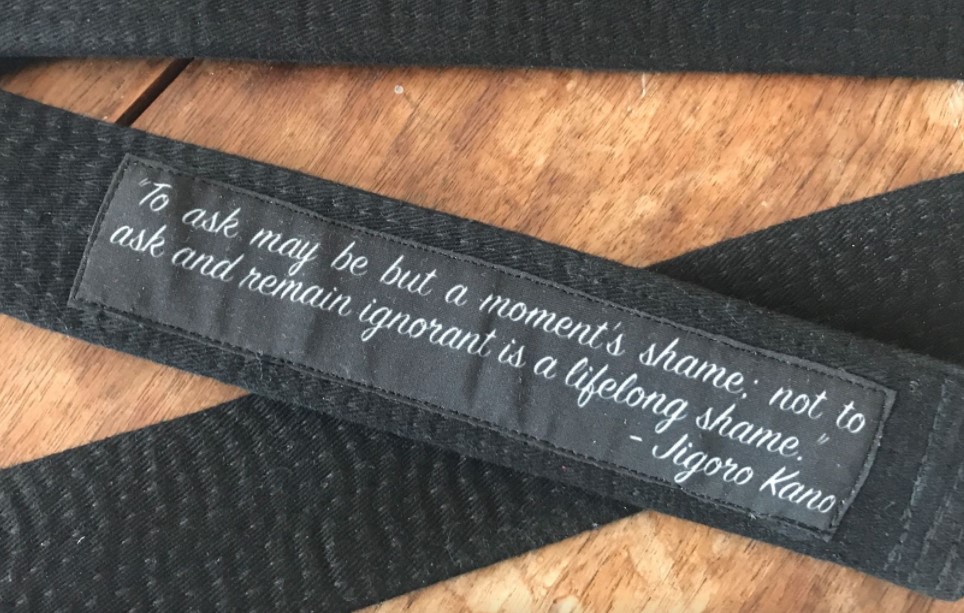 "To ask may be but a moment's shame; not to
ask and remain ignorant is a lifelong shame."
- Jigoro Kano